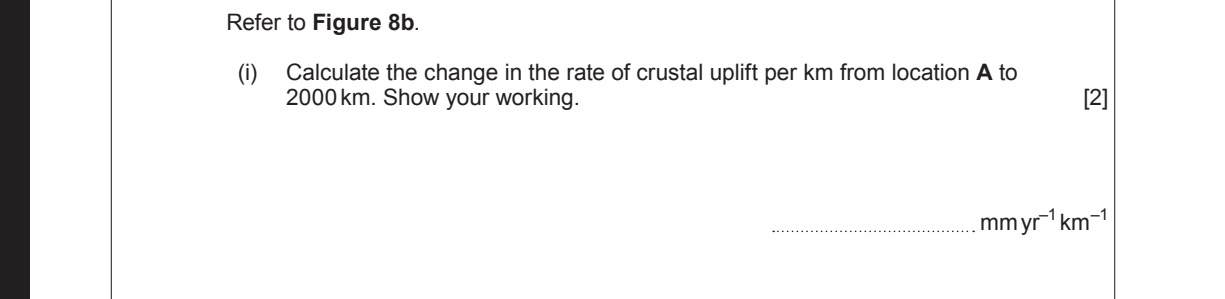 Refer to Figure 8b.
(i) Calculate the change in the rate of crustal uplift per km from location A to
2000 km. Show your working. [2]
........................................ mm yr⁻¹ km⁻¹